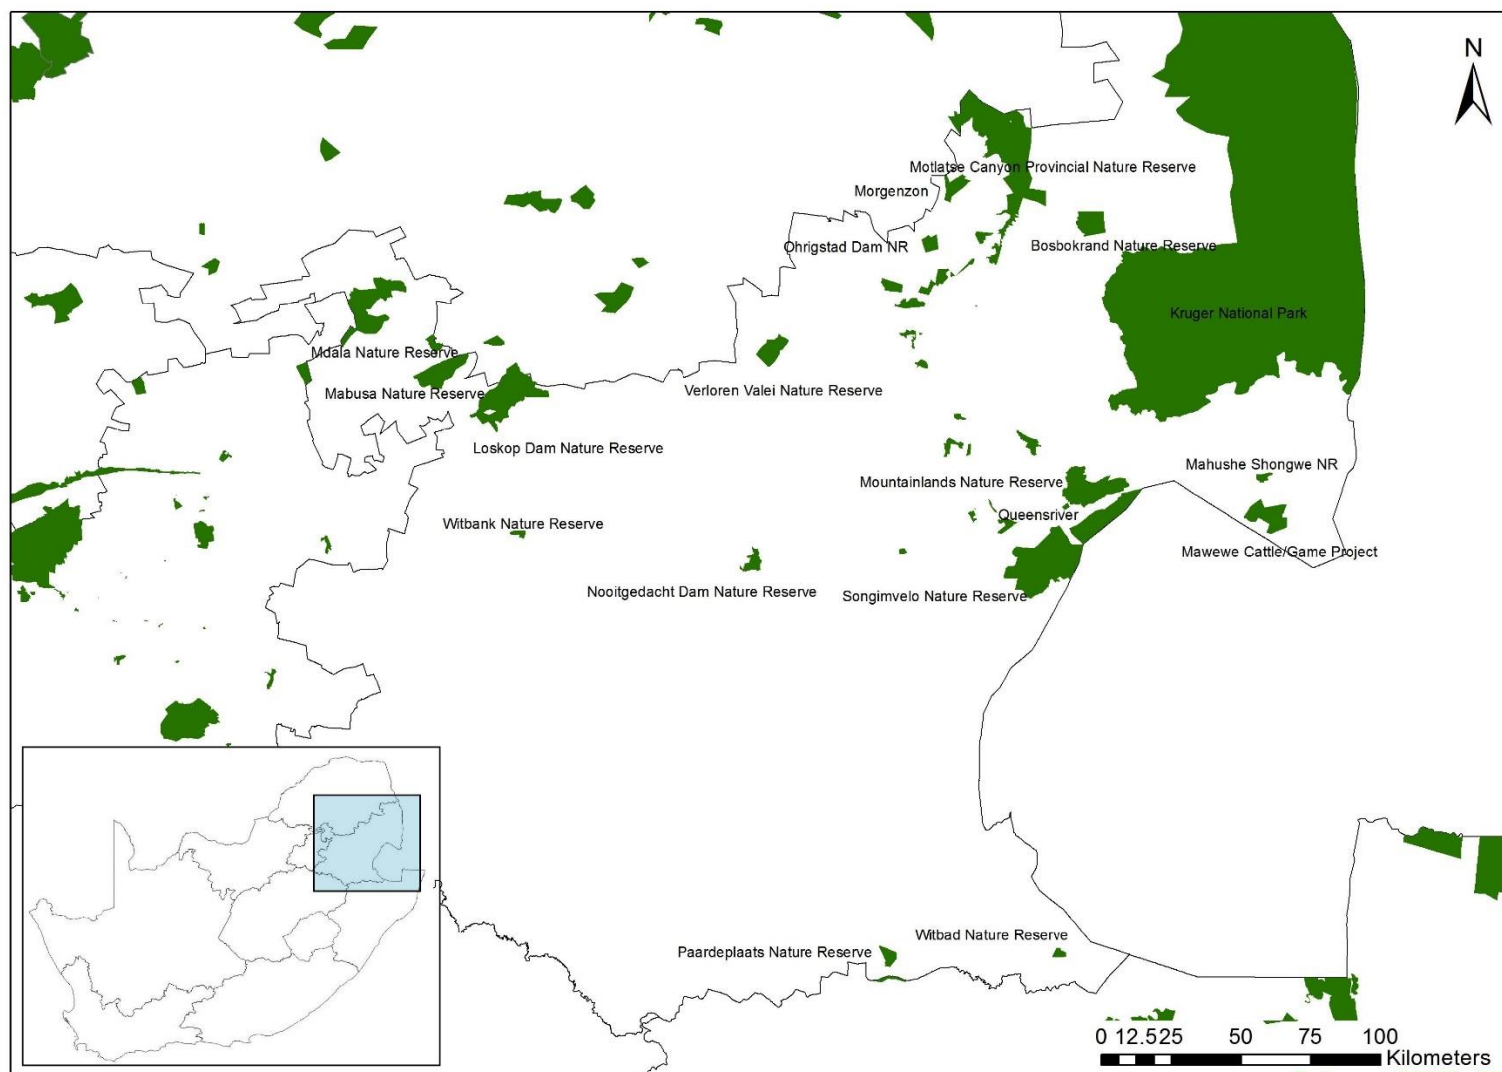 N
Motlatse Canyon Provincial Nature Reserve
Morgenzon
Ohrigstad Dam NR
Bosbokrand Nature Reserve
Kruger National Park
Mdala Nature Reserve
Mabusa Nature Reserve
Verloren Valei Nature Reserve
Loskop Dam Nature Reserve
Mahushe Shongwe NR
Mountainlands Nature Reserve
Queensriver
Witbank Nature Reserve
Mawewe Cattle/Game Project
Nooitgedacht Dam Nature Reserve
Songimvelo Nature Reserve
Witbad Nature Reserve
Paardeplaats Nature Reserve
0 12.5 25 50 75 100
Kilometers